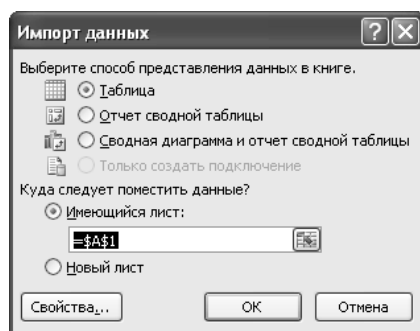 Импорт данных
Выберите способ представления данных в книге.
Таблица
Отчет сводной таблицы
Сводная диаграмма и отчет сводной таблицы
Только создать подключение
Куда следует поместить данные?
Имеющийся лист:
=$A$1
Новый лист
Свойства... ОК Отмена